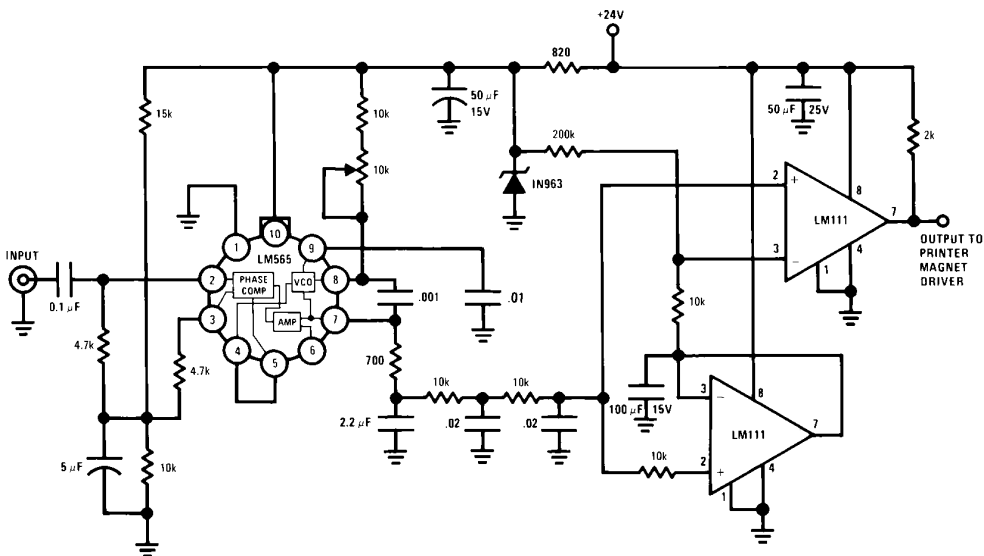 +24V
820
15k
50 μF
15V
10k
10k
200k
IN963
50 μF 25V
2k
2
+
8
LM111
7
3
−
4
1
OUTPUT TO
PRINTER
MAGNET
DRIVER
INPUT
0.1 μF
1
10
9
LM565
2
PHASE
COMP
VCO
8
3
AMP
7
4
5
6
.001
.01
4.7k
4.7k
700
10k
10k
10k
2.2 μF
.02
.02
100 μF 15V
3
−
8
LM111
7
10k
2
+
1
4
5 μF
10k